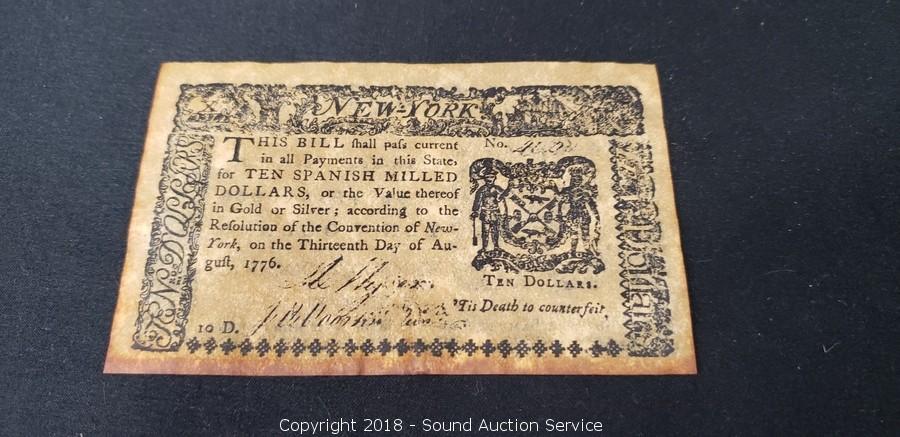 NEW-YORK
THIS BILL ſhall paſs current
in all Payments in this State,
for TEN SPANISH MILLED
DOLLARS, or the Value thereof
in Gold or Silver; according to the
Reſolution of the Convention of New-
York, on the Thirteenth Day of Au-
guſt, 1776.
10 D.
No.
TEN DOLLARS.
'Tis Death to counterfeit,
TEN DOLLARS
Dollar
Copyright 2018 - Sound Auction Service